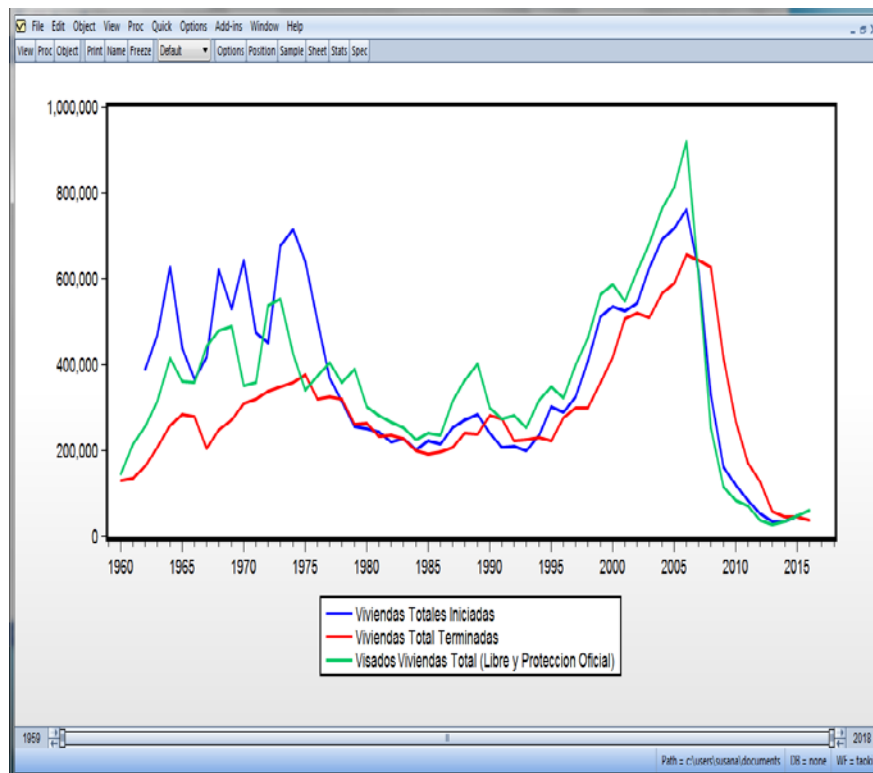 File Edit Object View Proc Quick Options Add-ins Window Help
View Proc Object Print Name Freeze Default Options Position Sample Sheet Stats Spec
1,000,000
800,000
600,000
400,000
200,000
0
1960 1965 1970 1975 1980 1985 1990 1995 2000 2005 2010 2015
Viviendas Totales Iniciadas
Viviendas Total Terminadas
Visados Viviendas Total (Libre y Proteccion Oficial)
1959 2018
Path = c:\users\susana\documents DB = none WF = taoki